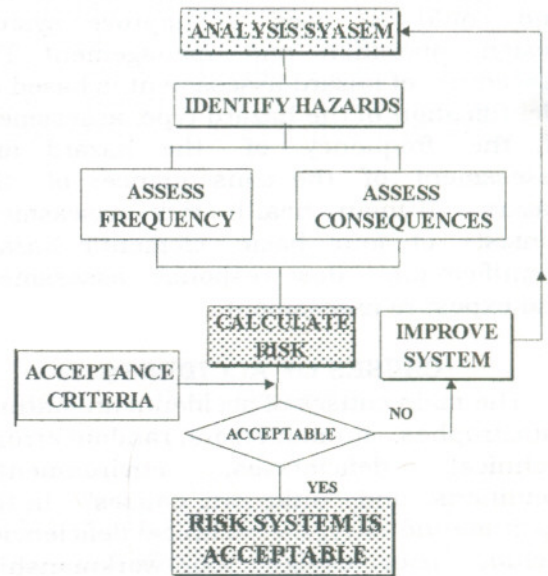 ANALYSIS SYASEM
IDENTIFY HAZARDS
ASSESS
FREQUENCY
ASSESS
CONSEQUENCES
CALCULATE
RISK
IMPROVE
SYSTEM
ACCEPTANCE
CRITERIA
ACCEPTABLE
NO
YES
RISK SYSTEM IS
ACCEPTABLE